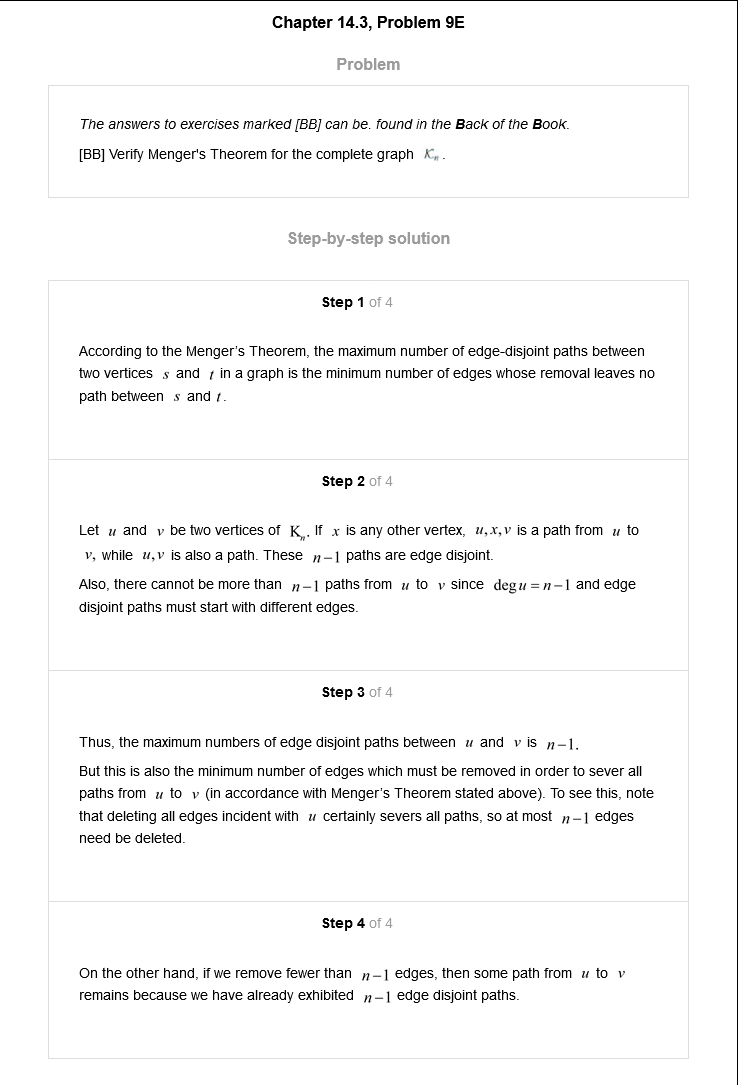 Chapter 14.3, Problem 9E
Problem
The answers to exercises marked [BB] can be. found in the Back of the Book.
[BB] Verify Menger's Theorem for the complete graph Kₙ .
Step-by-step solution
Step 1 of 4
According to the Menger's Theorem, the maximum number of edge-disjoint paths between
two vertices s and t in a graph is the minimum number of edges whose removal leaves no
path between s and t .
Step 2 of 4
Let u and v be two vertices of Kₙ. If x is any other vertex, u, x, v is a path from u to
v, while u, v is also a path. These n−1 paths are edge disjoint.
Also, there cannot be more than n−1 paths from u to v since deg u = n−1 and edge
disjoint paths must start with different edges.
Step 3 of 4
Thus, the maximum numbers of edge disjoint paths between u and v is n−1.
But this is also the minimum number of edges which must be removed in order to sever all
paths from u to v (in accordance with Menger's Theorem stated above). To see this, note
that deleting all edges incident with u certainly severs all paths, so at most n−1 edges
need be deleted.
Step 4 of 4
On the other hand, if we remove fewer than n−1 edges, then some path from u to v
remains because we have already exhibited n−1 edge disjoint paths.